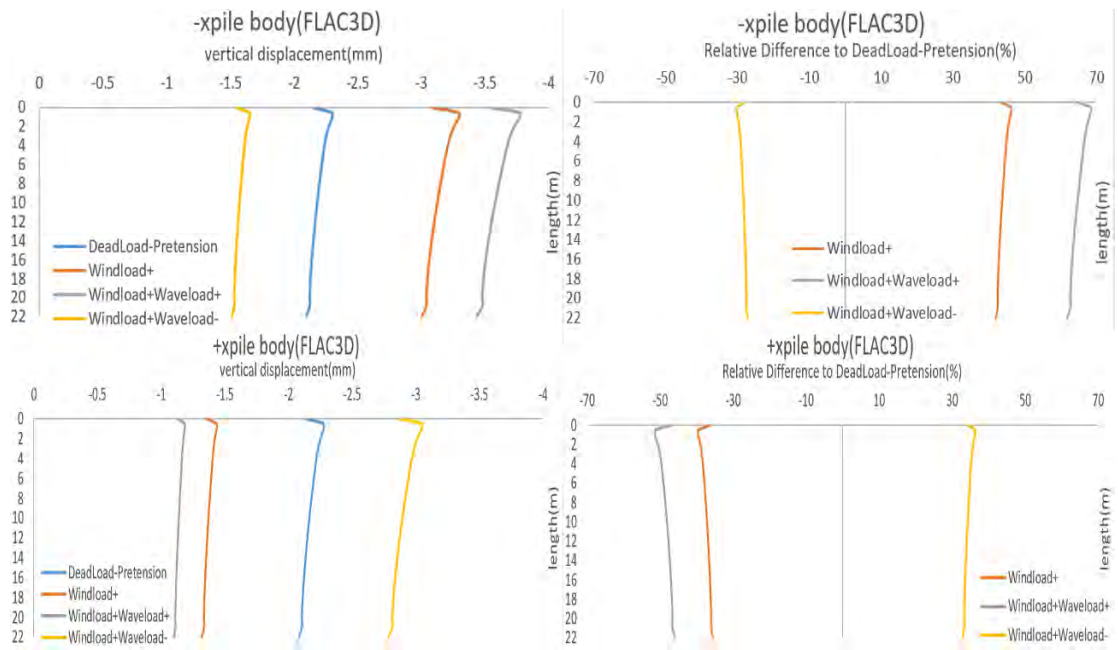 -xpile body(FLAC3D)
vertical displacement(mm)
0 -0.5 -1 -1.5 -2 -2.5 -3 -3.5 -4
0
2
4
6
8
10
12
14
16
18
20
22
length(m)
DeadLoad-Pretension
Windload+
Windload+Waveload+
Windload+Waveload-
-xpile body(FLAC3D)
Relative Difference to DeadLoad-Pretension(%)
-70 -50 -30 -10 10 30 50 70
0
2
4
6
8
10
12
14
16
18
20
22
length(m)
Windload+
Windload+Waveload+
Windload+Waveload-
+xpile body(FLAC3D)
vertical displacement(mm)
0 -0.5 -1 -1.5 -2 -2.5 -3 -3.5 -4
0
2
4
6
8
10
12
14
16
18
20
22
length(m)
DeadLoad-Pretension
Windload+
Windload+Waveload+
Windload+Waveload-
+xpile body(FLAC3D)
Relative Difference to DeadLoad-Pretension(%)
-70 -50 -30 -10 10 30 50 70
0
2
4
6
8
10
12
14
16
18
20
22
length(m)
Windload+
Windload+Waveload+
Windload+Waveload-